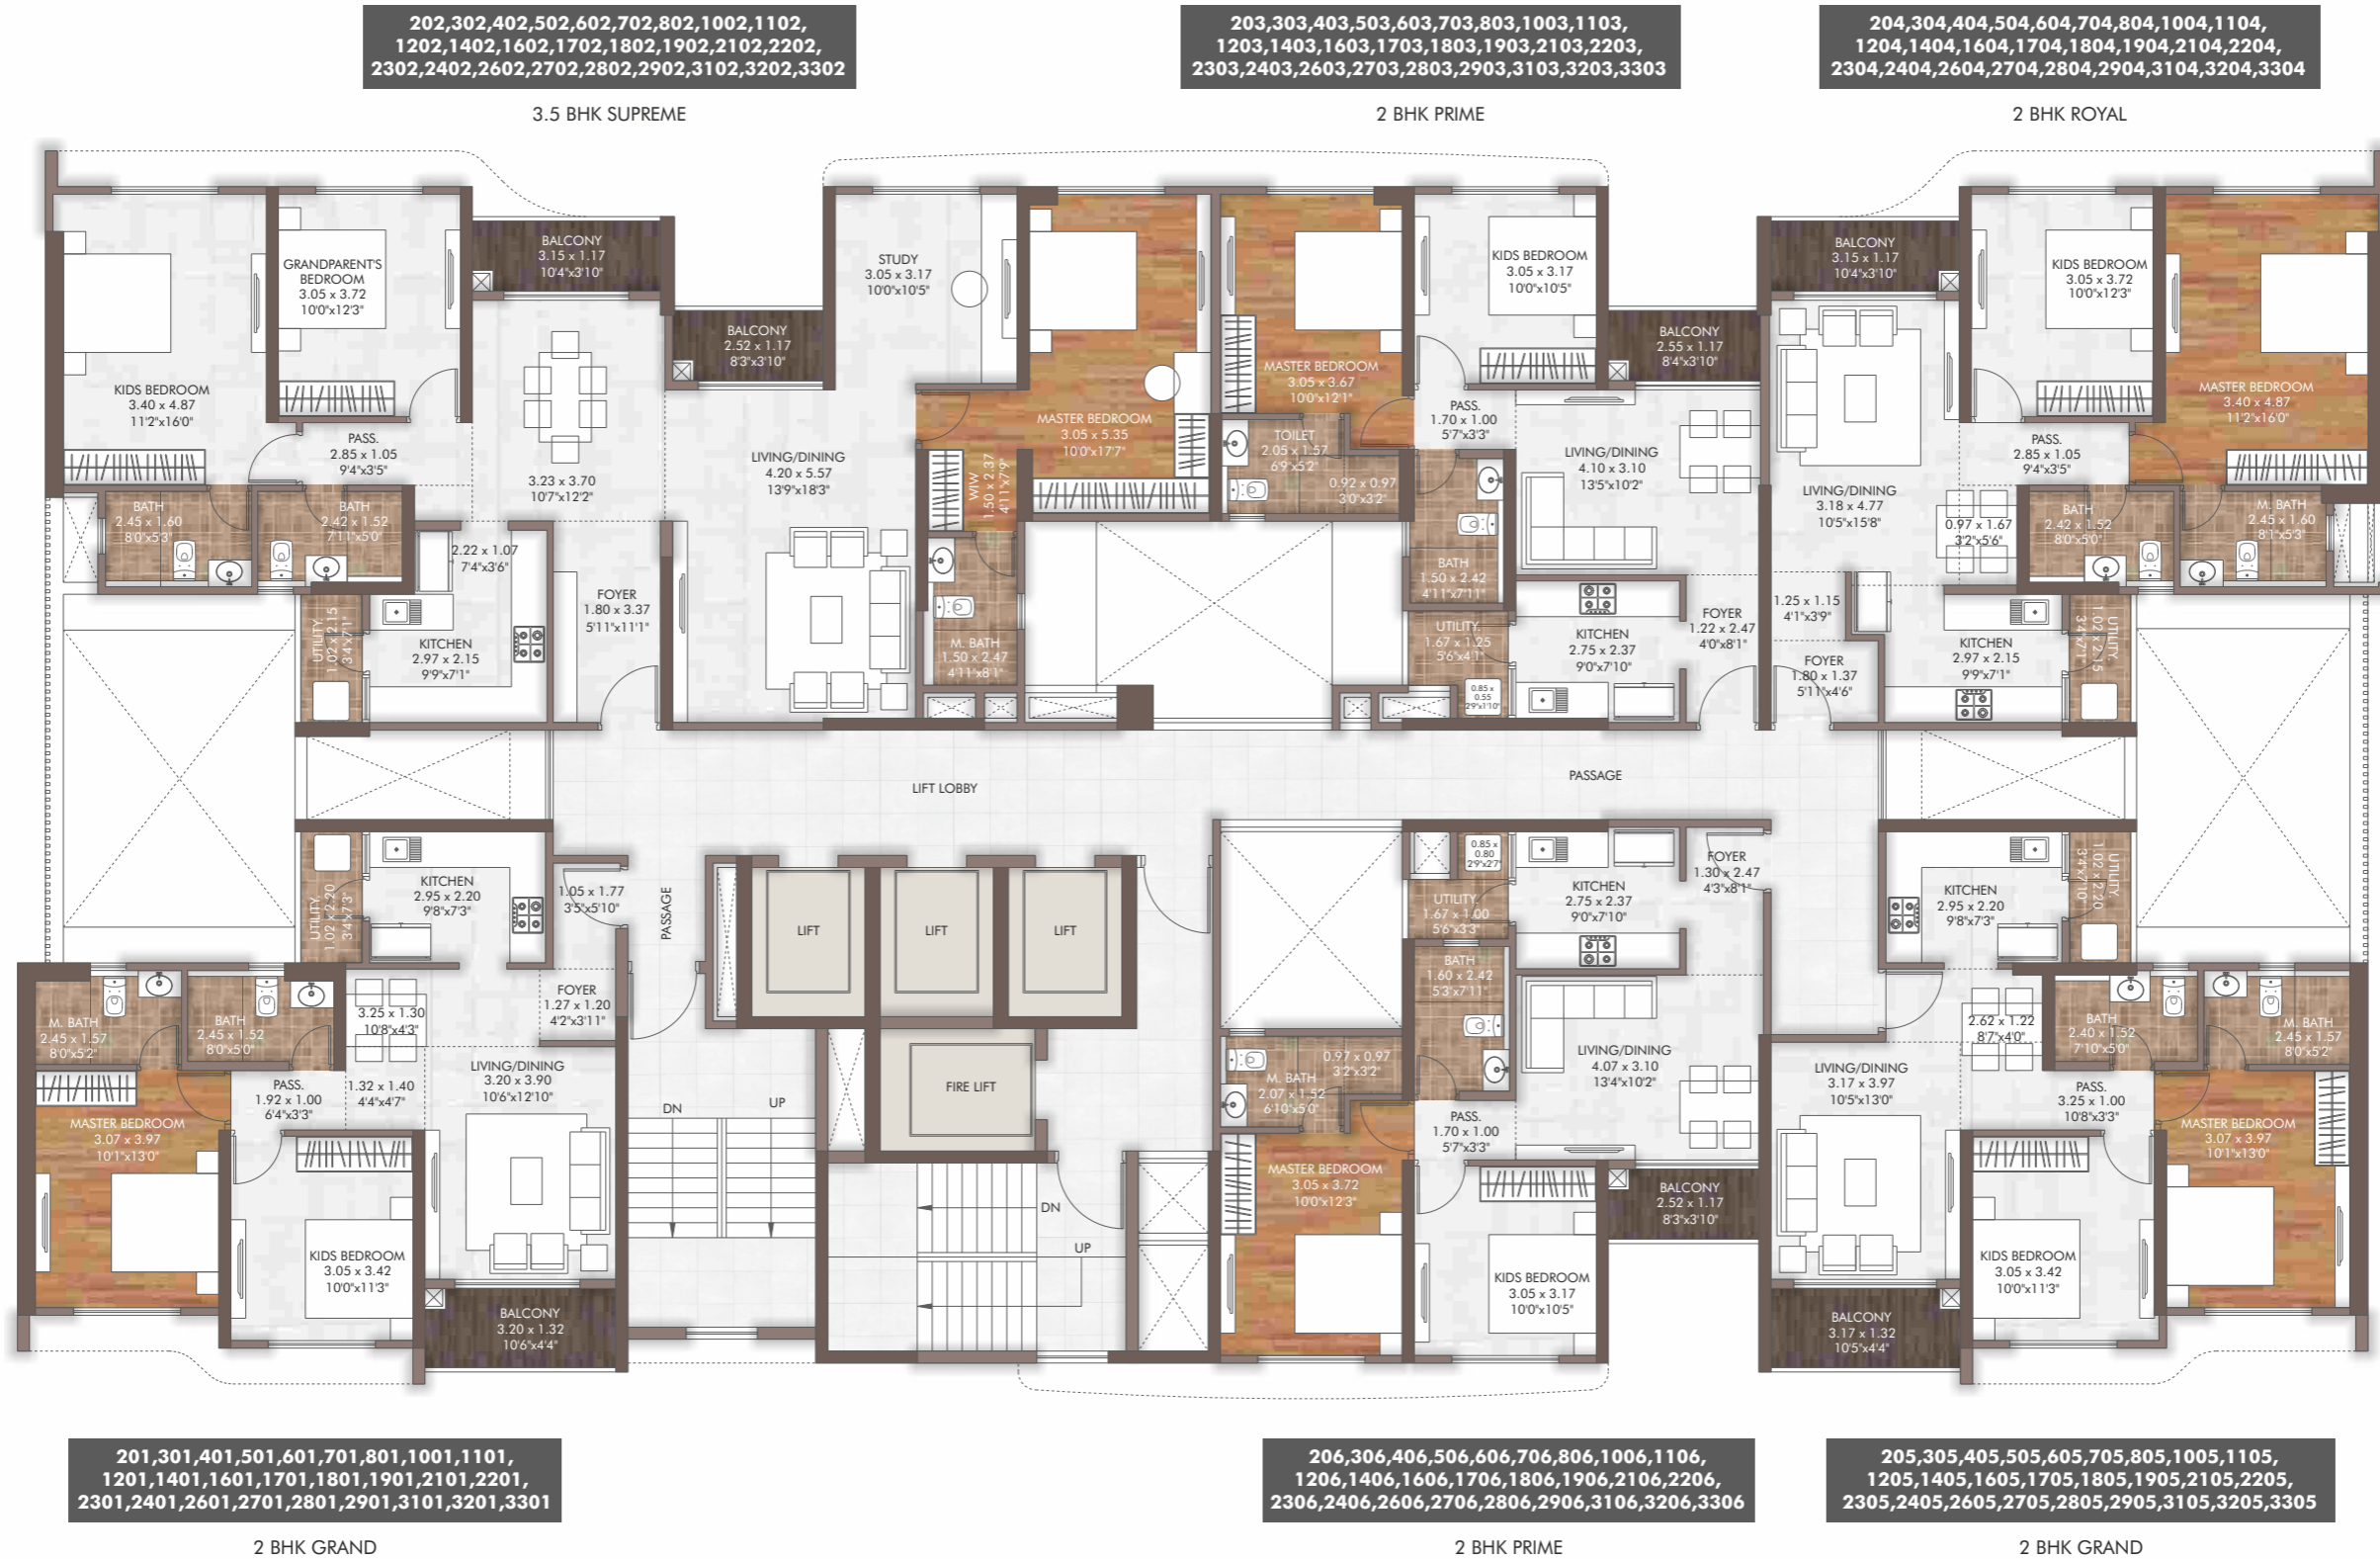 202,302,402,502,602,702,802,1002,1102,
1202,1402,1602,1702,1802,1902,2102,2202,
2302,2402,2602,2702,2802,2902,3102,3202,3302
3.5 BHK SUPREME
203,303,403,503,603,703,803,1003,1103,
1203,1403,1603,1703,1803,1903,2103,2203,
2303,2403,2603,2703,2803,2903,3103,3203,3303
2 BHK PRIME
204,304,404,504,604,704,804,1004,1104,
1204,1404,1604,1704,1804,1904,2104,2204,
2304,2404,2604,2704,2804,2904,3104,3204,3304
2 BHK ROYAL
KIDS BEDROOM
3.40 x 4.87
11'2"x16'0"
GRANDPARENT'S
BEDROOM
3.05 x 3.72
10'0"x12'3"
BALCONY
3.15 x 1.17
10'4"x3'10"
BALCONY
2.52 x 1.17
8'3"x3'10"
STUDY
3.05 x 3.17
10'0"x10'5"
MASTER BEDROOM
3.05 x 5.35
10'0"x17'7"
PASS.
2.85 x 1.05
9'4"x3'5"
3.23 x 3.70
10'7"x12'2"
LIVING/DINING
4.20 x 5.57
13'9"x18'3"
WIW
1.50 x 2.37
4'11"x7'9"
BATH
2.45 x 1.60
8'0"x5'3"
BATH
2.42 x 1.52
7'11"x5'0"
2.22 x 1.07
7'4"x3'6"
FOYER
1.80 x 3.37
5'11"x11'1"
UTILITY.
1.02 x 2.15
3'4"x7'1"
KITCHEN
2.97 x 2.15
9'9"x7'1"
M. BATH
1.50 x 2.47
4'11"x8'1"
MASTER BEDROOM
3.05 x 3.67
10'0"x12'1"
KIDS BEDROOM
3.05 x 3.17
10'0"x10'5"
BALCONY
2.55 x 1.17
8'4"x3'10"
TOILET
2.05 x 1.57
6'9"x5'2"
0.92 x 0.97
3'0"x3'2"
PASS.
1.70 x 1.00
5'7"x3'3"
LIVING/DINING
4.10 x 3.10
13'5"x10'2"
BATH
1.50 x 2.42
4'11"x7'11"
UTILITY.
1.67 x 1.25
5'6"x4'1"
0.85 x
0.55
2'9"x1'10"
KITCHEN
2.75 x 2.37
9'0"x7'10"
FOYER
1.22 x 2.47
4'0"x8'1"
BALCONY
3.15 x 1.17
10'4"x3'10"
KIDS BEDROOM
3.05 x 3.72
10'0"x12'3"
MASTER BEDROOM
3.40 x 4.87
11'2"x16'0"
PASS.
2.85 x 1.05
9'4"x3'5"
LIVING/DINING
3.18 x 4.77
10'5"x15'8"
0.97 x 1.67
3'2"x5'6"
BATH
2.42 x 1.52
8'0"x5'0"
M. BATH
2.45 x 1.60
8'1"x5'3"
1.25 x 1.15
4'1"x3'9"
FOYER
1.80 x 1.37
5'11"x4'6"
KITCHEN
2.97 x 2.15
9'9"x7'1"
UTILITY.
1.02 x 2.15
3'4"x7'1"
LIFT LOBBY
PASSAGE
UTILITY.
1.02 x 2.20
3'4"x7'3"
KITCHEN
2.95 x 2.20
9'8"x7'3"
1.05 x 1.77
3'5"x5'10"
PASSAGE
LIFT
LIFT
LIFT
FIRE LIFT
FOYER
1.27 x 1.20
4'2"x3'11"
M. BATH
2.45 x 1.57
8'0"x5'2"
BATH
2.45 x 1.52
8'0"x5'0"
3.25 x 1.30
10'8"x4'3"
LIVING/DINING
3.20 x 3.90
10'6"x12'10"
PASS.
1.92 x 1.00
6'4"x3'3"
1.32 x 1.40
4'4"x4'7"
MASTER BEDROOM
3.07 x 3.97
10'1"x13'0"
KIDS BEDROOM
3.05 x 3.42
10'0"x11'3"
BALCONY
3.20 x 1.32
10'6"x4'4"
DN
UP
DN
UP
0.85 x
0.80
2'9"x2'7"
UTILITY.
1.67 x 1.00
5'6"x3'3"
KITCHEN
2.75 x 2.37
9'0"x7'10"
FOYER
1.30 x 2.47
4'3"x8'1"
BATH
1.60 x 2.42
5'3"x7'11"
0.97 x 0.97
3'2"x3'2"
M. BATH
2.07 x 1.52
6'10"x5'0"
LIVING/DINING
4.07 x 3.10
13'4"x10'2"
PASS.
1.70 x 1.00
5'7"x3'3"
MASTER BEDROOM
3.05 x 3.72
10'0"x12'3"
BALCONY
2.52 x 1.17
8'3"x3'10"
KIDS BEDROOM
3.05 x 3.17
10'0"x10'5"
KITCHEN
2.95 x 2.20
9'8"x7'3"
UTILITY.
1.02 x 2.20
3'4"x7'10"
2.62 x 1.22
8'7"x4'0"
BATH
2.40 x 1.52
7'10"x5'0"
M. BATH
2.45 x 1.57
8'0"x5'2"
LIVING/DINING
3.17 x 3.97
10'5"x13'0"
PASS.
3.25 x 1.00
10'8"x3'3"
MASTER BEDROOM
3.07 x 3.97
10'1"x13'0"
KIDS BEDROOM
3.05 x 3.42
10'0"x11'3"
BALCONY
3.17 x 1.32
10'5"x4'4"
201,301,401,501,601,701,801,1001,1101,
1201,1401,1601,1701,1801,1901,2101,2201,
2301,2401,2601,2701,2801,2901,3101,3201,3301
2 BHK GRAND
206,306,406,506,606,706,806,1006,1106,
1206,1406,1606,1706,1806,1906,2106,2206,
2306,2406,2606,2706,2806,2906,3106,3206,3306
2 BHK PRIME
205,305,405,505,605,705,805,1005,1105,
1205,1405,1605,1705,1805,1905,2105,2205,
2305,2405,2605,2705,2805,2905,3105,3205,3305
2 BHK GRAND